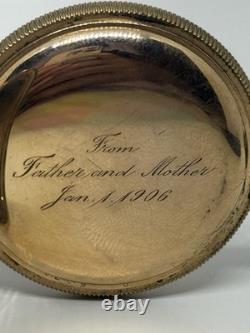 From
Father and Mother
Jan. 1. 1906